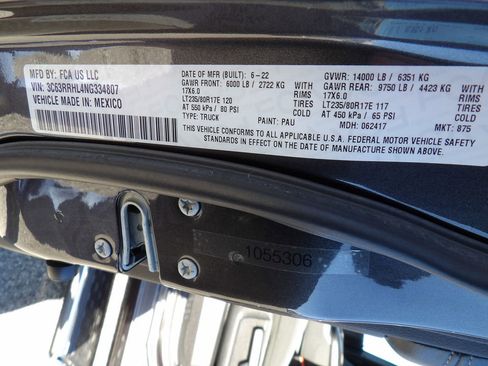 MFD BY: FCA US LLC
VIN: 3C63RRHL4NG334807
VEHICLE MADE IN: MEXICO
DATE OF MFR (BUILT): 6-22
GVWR: 14000 LB / 6351 KG
GAWR FRONT: 6000 LB / 2722 KG WITH
17X6.0 RIMS
LT235/80R17E 120 TIRES
AT 550 kPa / 80 PSI COLD
GAWR REAR: 9750 LB / 4423 KG WITH
17X6.0 RIMS
LT235/80R17E 117 TIRES
AT 450 kPa / 65 PSI COLD
TYPE: TRUCK
PAINT: PAU
MDH: 062417
MKT: 875
THIS VEHICLE CONFORMS TO ALL APPLICABLE U.S.A. FEDERAL MOTOR VEHICLE SAFETY
STANDARDS IN EFFECT ON THE DATE OF MANUFACTURE SHOWN ABOVE.
1055306